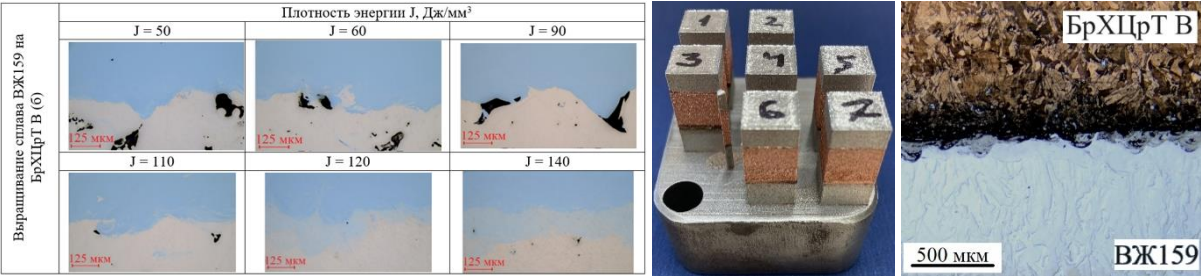 Выращивание сплава ВЖ159 на
БрХЦрТ В (б)
Плотность энергии J, Дж/мм³
J = 50
J = 60
J = 90
125 мкм
125 мкм
125 мкм
J = 110
J = 120
J = 140
125 мкм
125 мкм
125 мкм
1
2
3
4
5
6
7
БрХЦрТ В
500 мкм
ВЖ159